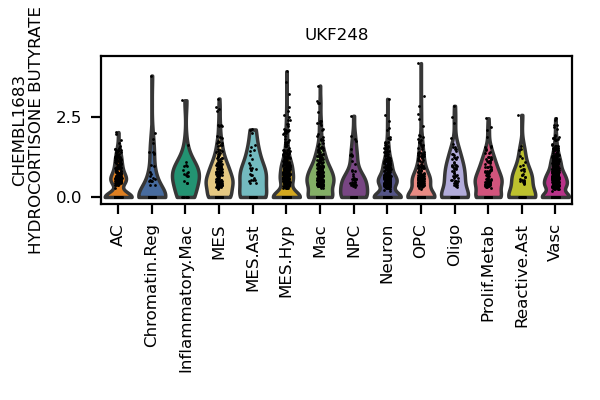 UKF248
CHEMBL1683
HYDROCORTISONE BUTYRATE
2.5
0.0
AC
Chromatin.Reg
Inflammatory.Mac
MES
MES.Ast
MES.Hyp
Mac
NPC
Neuron
OPC
Oligo
Prolif.Metab
Reactive.Ast
Vasc